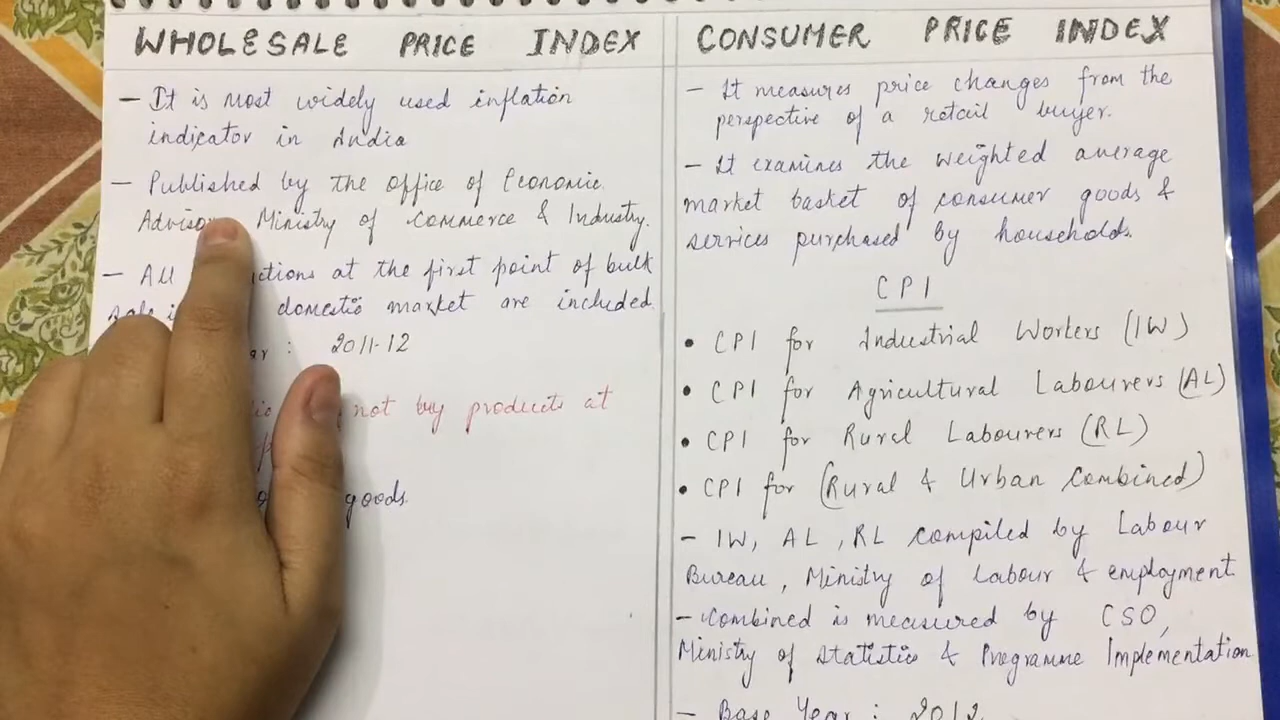 WHOLESALE PRICE INDEX
- It is most widely used inflation
indicator in India
- Published by the office of Economic
Ministry of commerce & Industry.
- All at the first point of bulk
domestic market are included
: 2011-12
not buy products at
goods.
CONSUMER PRICE INDEX
- It measures price changes from the
perspective of a retail buyer.
- It examines the weighted average
market basket of consumer goods &
services purchased by households.
CPI
• CPI for Industrial Workers (IW)
• CPI for Agricultural Labourers (AL)
• CPI for Rural Labourers (RL)
• CPI for (Rural & Urban Combined)
- IW, AL, RL compiled by Labour
Bureau, Ministry of Labour & employment
- Combined is measured by CSO,
Ministry of Statistics & Programme Implementation
- Base Year : 2012